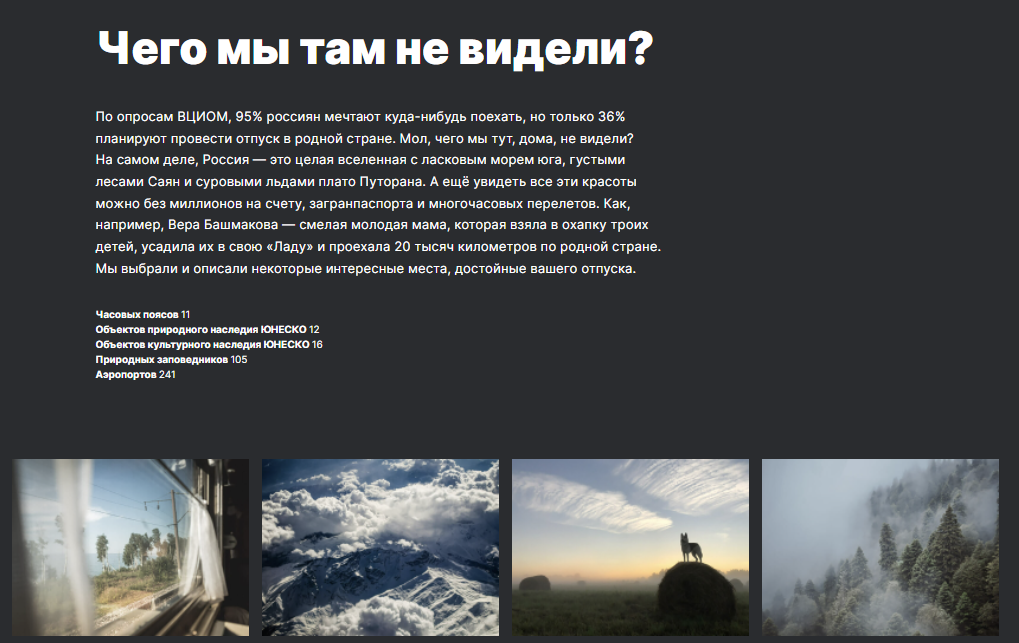 Чего мы там не видели?
По опросам ВЦИОМ, 95% россиян мечтают куда-нибудь поехать, но только 36%
планируют провести отпуск в родной стране. Мол, чего мы тут, дома, не видели?
На самом деле, Россия — это целая вселенная с ласковым морем юга, густыми
лесами Саян и суровыми льдами плато Путорана. А ещё увидеть все эти красоты
можно без миллионов на счету, загранпаспорта и многочасовых перелетов. Как,
например, Вера Башмакова — смелая молодая мама, которая взяла в охапку троих
детей, усадила их в свою «Ладу» и проехала 20 тысяч километров по родной стране.
Мы выбрали и описали некоторые интересные места, достойные вашего отпуска.
Часовых поясов 11
Объектов природного наследия ЮНЕСКО 12
Объектов культурного наследия ЮНЕСКО 16
Природных заповедников 105
Аэропортов 241